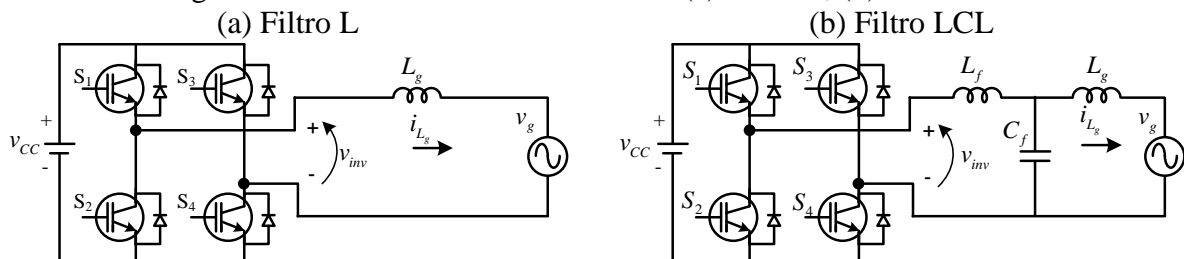 (a) Filtro L
(b) Filtro LCL
S1
S3
Lg
vg
+
vCC
-
+
vinv
-
iLg
S2
S4
S1
S3
Lf
Lg
vg
+
vCC
-
+
vinv
-
Cf
iLg
S2
S4